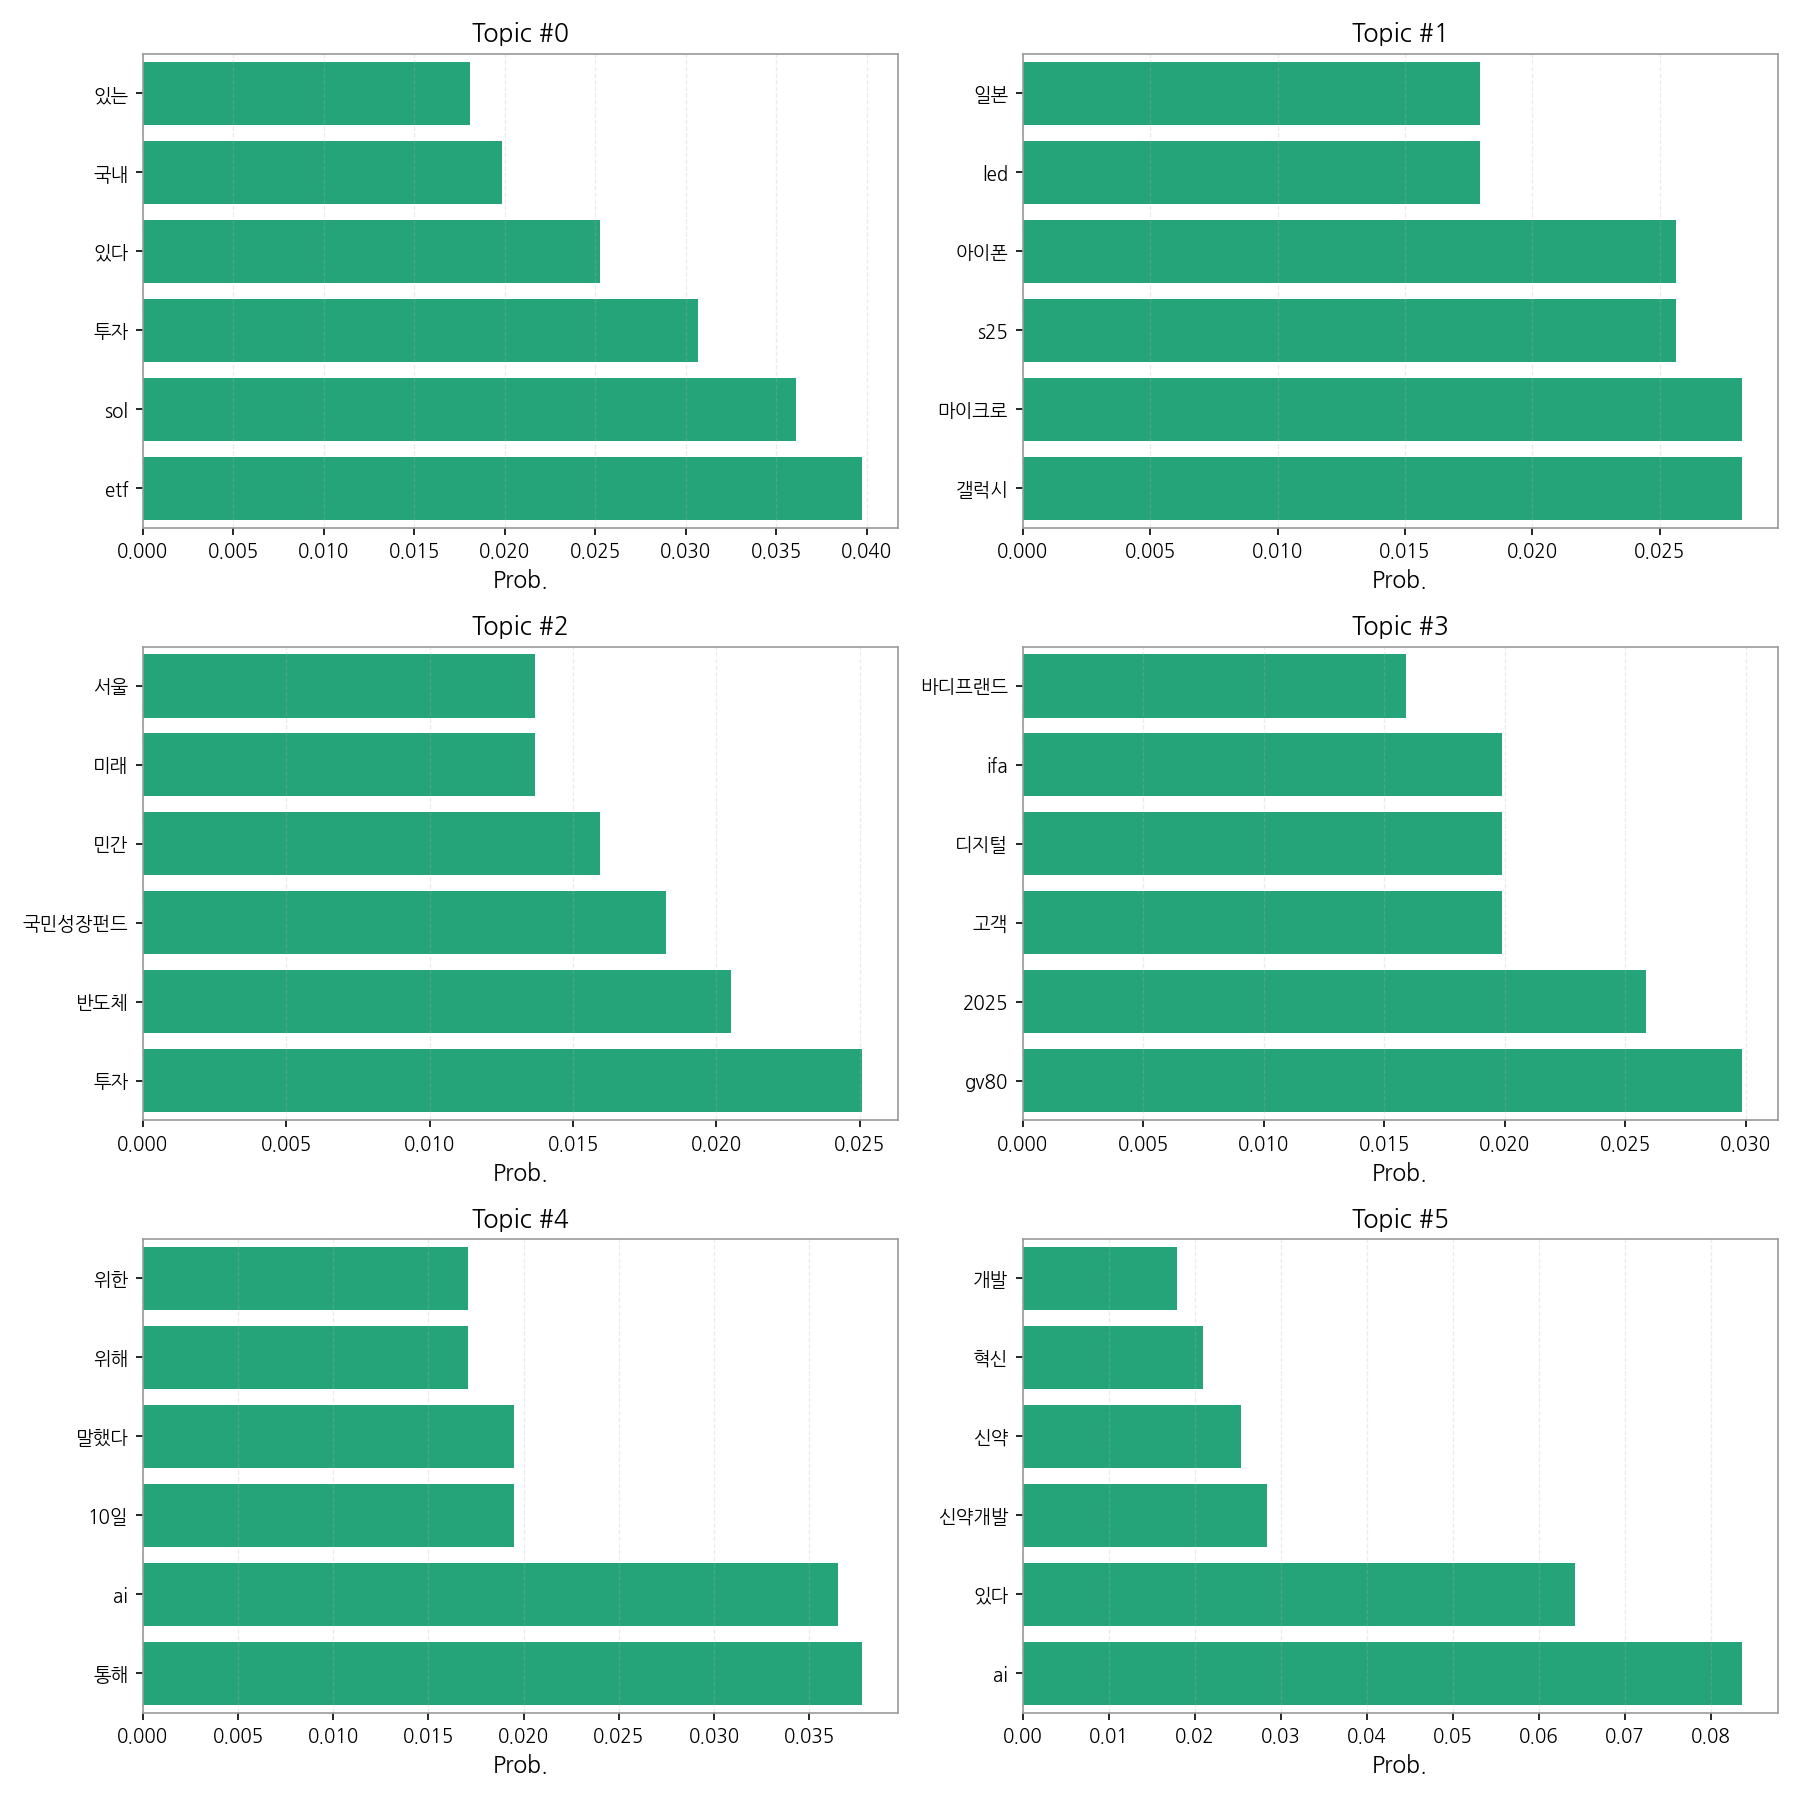 Topic #0
있는
국내
있다
투자
sol
etf
0.000 0.005 0.010 0.015 0.020 0.025 0.030 0.035 0.040
Prob.
Topic #1
일본
led
아이폰
s25
마이크로
갤럭시
0.000 0.005 0.010 0.015 0.020 0.025
Prob.
Topic #2
서울
미래
민간
국민성장펀드
반도체
투자
0.000 0.005 0.010 0.015 0.020 0.025
Prob.
Topic #3
바디프랜드
ifa
디지털
고객
2025
gv80
0.000 0.005 0.010 0.015 0.020 0.025 0.030
Prob.
Topic #4
위한
위해
말했다
10일
ai
통해
0.000 0.005 0.010 0.015 0.020 0.025 0.030 0.035
Prob.
Topic #5
개발
혁신
신약
신약개발
있다
ai
0.00 0.01 0.02 0.03 0.04 0.05 0.06 0.07 0.08
Prob.